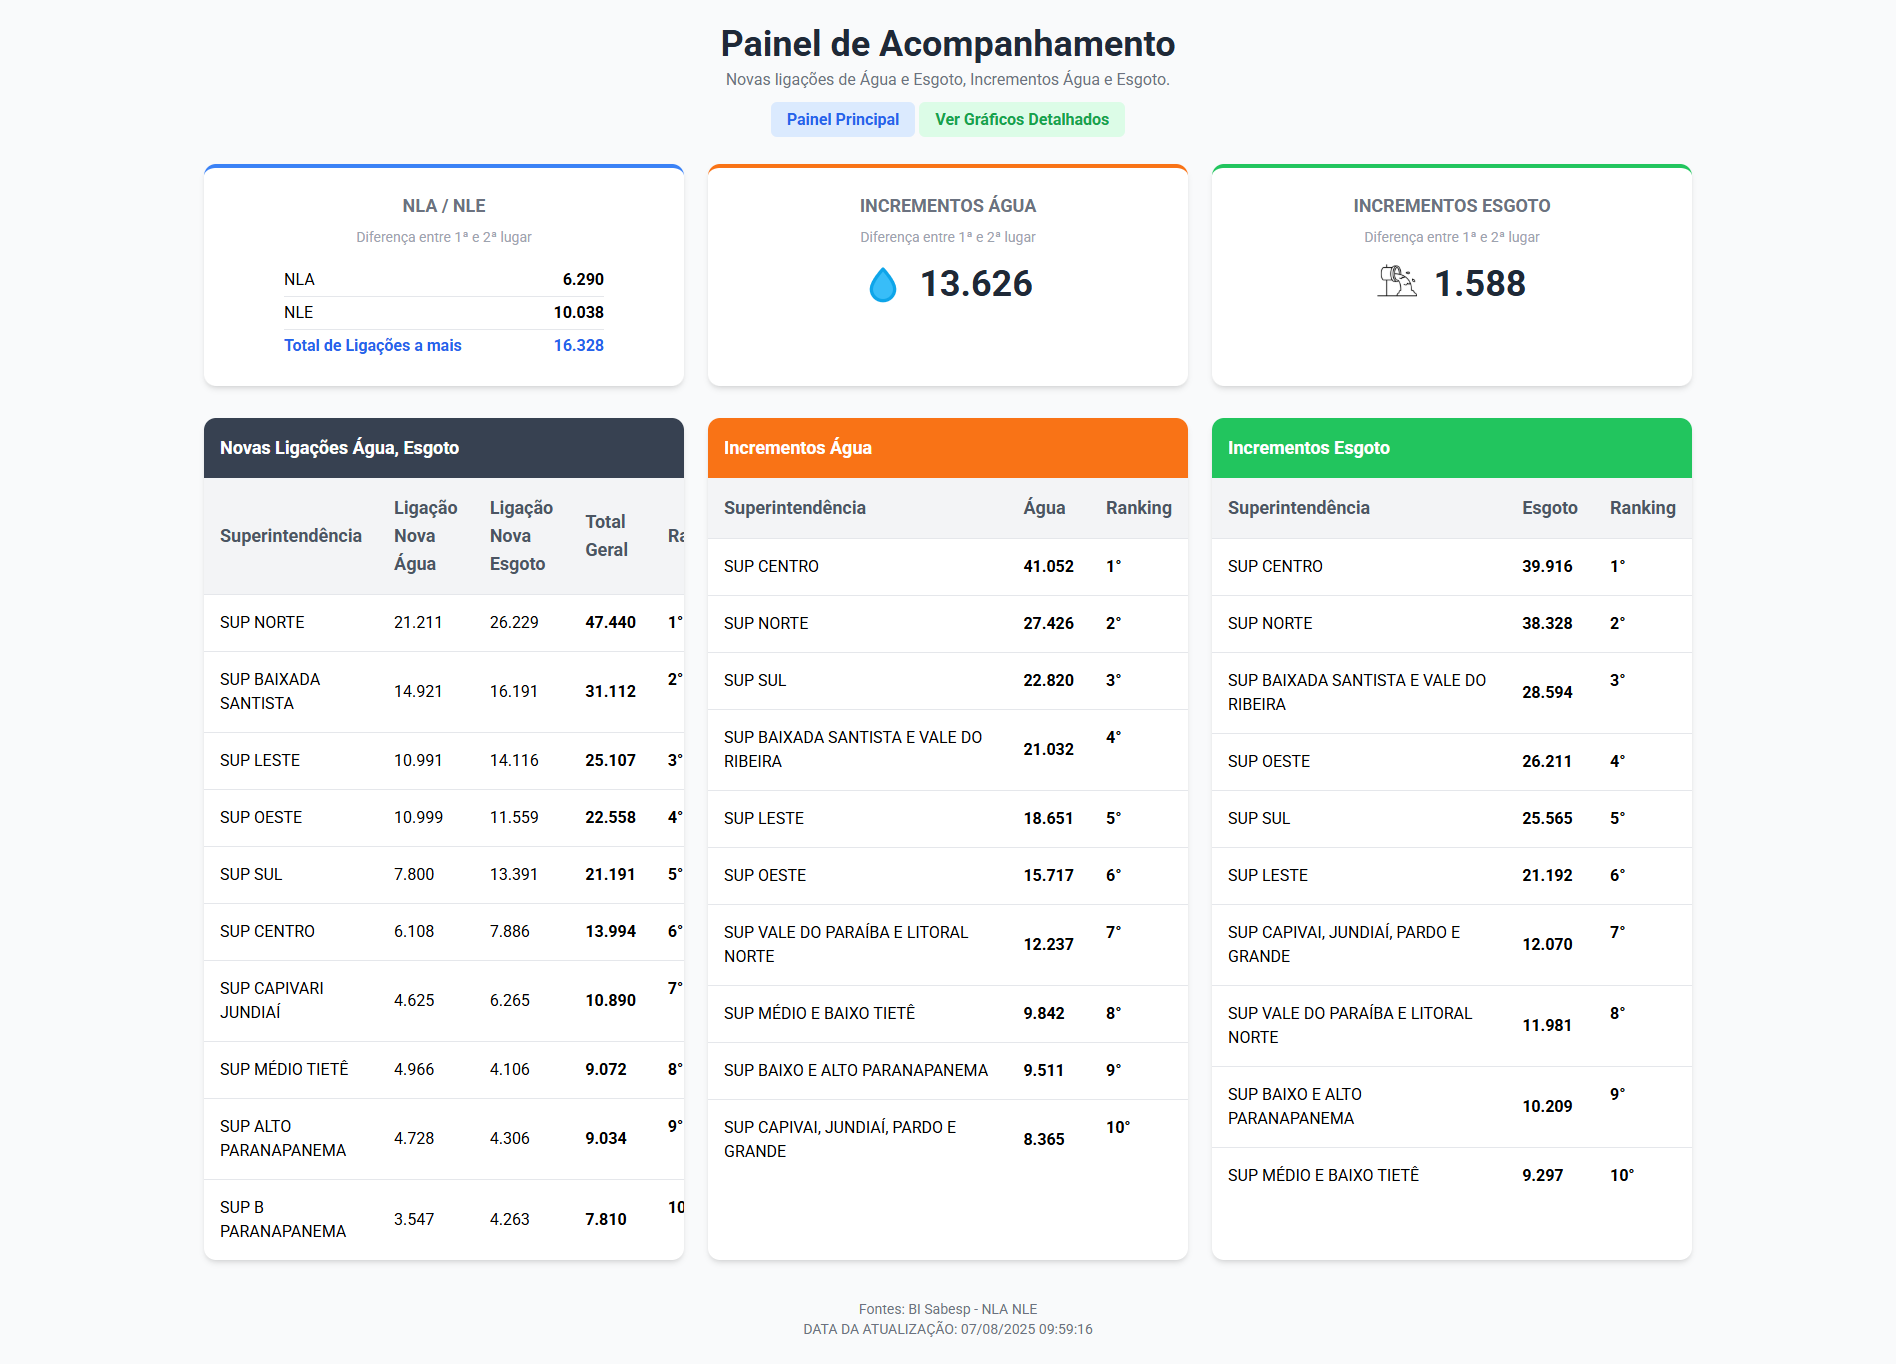 Painel de Acompanhamento
Novas ligações de Água e Esgoto, Incrementos Água e Esgoto.
Painel Principal Ver Gráficos Detalhados
NLA / NLE
Diferença entre 1ª e 2ª lugar
NLA 6.290
NLE 10.038
Total de Ligações a mais 16.328
INCREMENTOS ÁGUA
Diferença entre 1ª e 2ª lugar
13.626
INCREMENTOS ESGOTO
Diferença entre 1ª e 2ª lugar
1.588
Novas Ligações Água, Esgoto
Superintendência Ligação Nova Água Ligação Nova Esgoto Total Geral Ra
SUP NORTE 21.211 26.229 47.440 1°
SUP BAIXADA
SANTISTA 14.921 16.191 31.112 2°
SUP LESTE 10.991 14.116 25.107 3°
SUP OESTE 10.999 11.559 22.558 4°
SUP SUL 7.800 13.391 21.191 5°
SUP CENTRO 6.108 7.886 13.994 6°
SUP CAPIVARI
JUNDIAÍ 4.625 6.265 10.890 7°
SUP MÉDIO TIETÊ 4.966 4.106 9.072 8°
SUP ALTO
PARANAPANEMA 4.728 4.306 9.034 9°
SUP B
PARANAPANEMA 3.547 4.263 7.810 10
Incrementos Água
Superintendência Água Ranking
SUP CENTRO 41.052 1°
SUP NORTE 27.426 2°
SUP SUL 22.820 3°
SUP BAIXADA SANTISTA E VALE DO
RIBEIRA 21.032 4°
SUP LESTE 18.651 5°
SUP OESTE 15.717 6°
SUP VALE DO PARAÍBA E LITORAL
NORTE 12.237 7°
SUP MÉDIO E BAIXO TIETÊ 9.842 8°
SUP BAIXO E ALTO PARANAPANEMA 9.511 9°
SUP CAPIVAI, JUNDIAÍ, PARDO E
GRANDE 8.365 10°
Incrementos Esgoto
Superintendência Esgoto Ranking
SUP CENTRO 39.916 1°
SUP NORTE 38.328 2°
SUP BAIXADA SANTISTA E VALE DO
RIBEIRA 28.594 3°
SUP OESTE 26.211 4°
SUP SUL 25.565 5°
SUP LESTE 21.192 6°
SUP CAPIVAI, JUNDIAÍ, PARDO E
GRANDE 12.070 7°
SUP VALE DO PARAÍBA E LITORAL
NORTE 11.981 8°
SUP BAIXO E ALTO
PARANAPANEMA 10.209 9°
SUP MÉDIO E BAIXO TIETÊ 9.297 10°
Fontes: BI Sabesp - NLA NLE
DATA DA ATUALIZAÇÃO: 07/08/2025 09:59:16